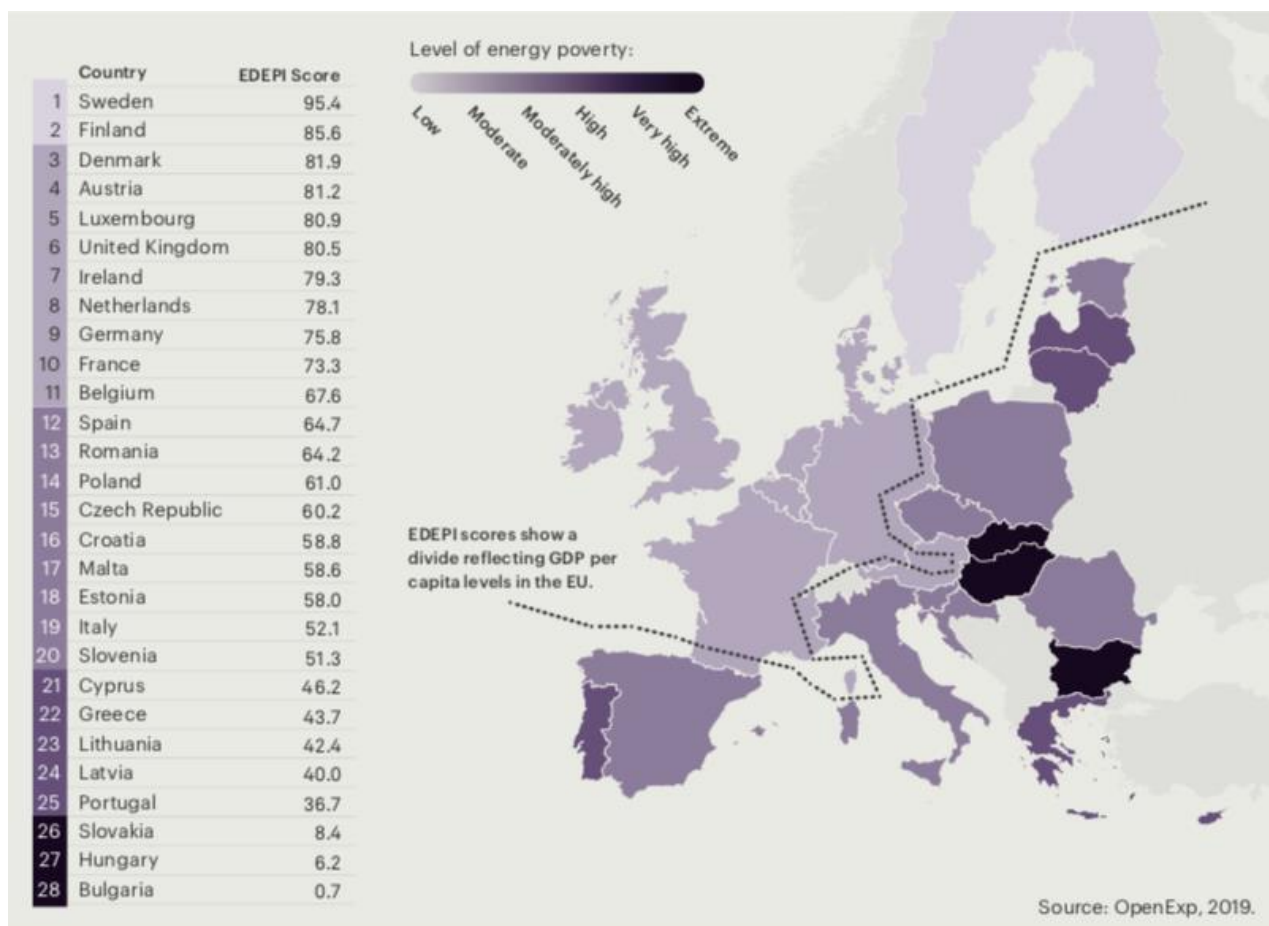 Country EDEPI Score
1 Sweden 95.4
2 Finland 85.6
3 Denmark 81.9
4 Austria 81.2
5 Luxembourg 80.9
6 United Kingdom 80.5
7 Ireland 79.3
8 Netherlands 78.1
9 Germany 75.8
10 France 73.3
11 Belgium 67.6
12 Spain 64.7
13 Romania 64.2
14 Poland 61.0
15 Czech Republic 60.2
16 Croatia 58.8
17 Malta 58.6
18 Estonia 58.0
19 Italy 52.1
20 Slovenia 51.3
21 Cyprus 46.2
22 Greece 43.7
23 Lithuania 42.4
24 Latvia 40.0
25 Portugal 36.7
26 Slovakia 8.4
27 Hungary 6.2
28 Bulgaria 0.7
Level of energy poverty:
Low
Moderate
Moderately high
High
Very high
Extreme
EDEPI scores show a
divide reflecting GDP per
capita levels in the EU.
Source: OpenExp, 2019.